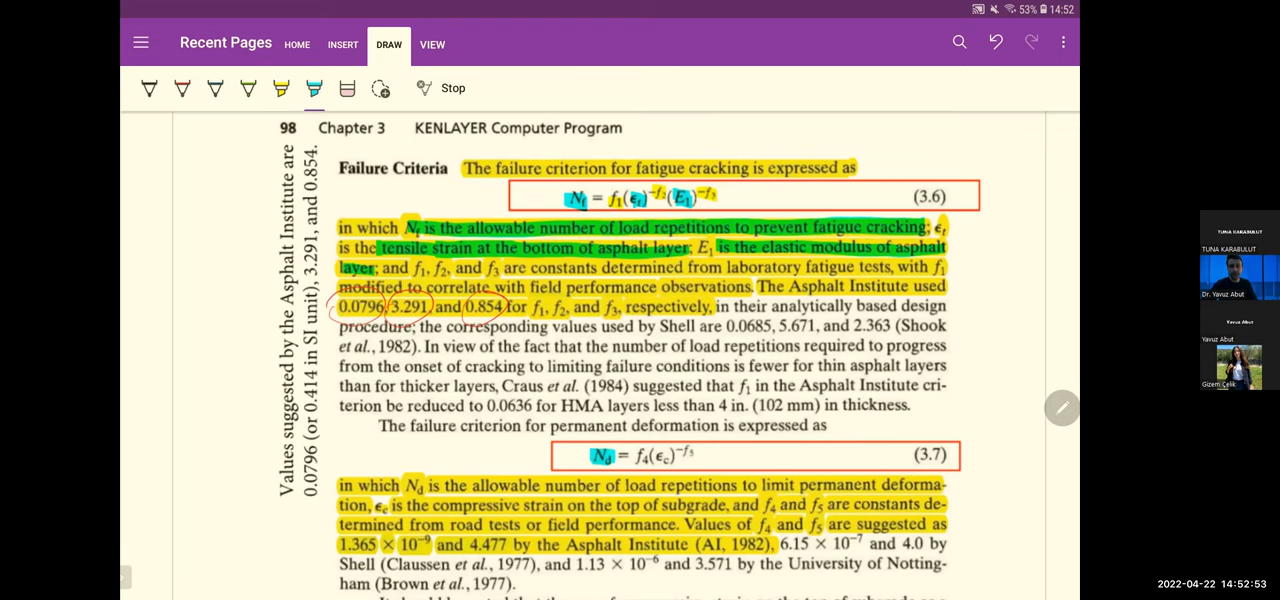 53% 14:52
Recent Pages HOME INSERT DRAW VIEW
Stop
98 Chapter 3 KENLAYER Computer Program
Values suggested by the Asphalt Institute are
0.0796 (or 0.414 in SI unit), 3.291, and 0.854.
Failure Criteria The failure criterion for fatigue cracking is expressed as
Nf = f1(ϵt)^−f2(E1)^−f3 (3.6)
in which Nf is the allowable number of load repetitions to prevent fatigue cracking; ϵt
is the tensile strain at the bottom of asphalt layer; E1 is the elastic modulus of asphalt
layer; and f1, f2, and f3 are constants determined from laboratory fatigue tests, with f1
modified to correlate with field performance observations. The Asphalt Institute used
0.0796, 3.291, and 0.854 for f1, f2, and f3, respectively, in their analytically based design
procedure; the corresponding values used by Shell are 0.0685, 5.671, and 2.363 (Shook
et al., 1982). In view of the fact that the number of load repetitions required to progress
from the onset of cracking to limiting failure conditions is fewer for thin asphalt layers
than for thicker layers, Craus et al. (1984) suggested that f1 in the Asphalt Institute cri-
terion be reduced to 0.0636 for HMA layers less than 4 in. (102 mm) in thickness.
The failure criterion for permanent deformation is expressed as
Nd = f4(ϵc)^−f5 (3.7)
in which Nd is the allowable number of load repetitions to limit permanent deforma-
tion, ϵc is the compressive strain on the top of subgrade, and f4 and f5 are constants de-
termined from road tests or field performance. Values of f4 and f5 are suggested as
1.365 × 10^−9 and 4.477 by the Asphalt Institute (AI, 1982), 6.15 × 10^−7 and 4.0 by
Shell (Claussen et al., 1977), and 1.13 × 10^−6 and 3.571 by the University of Notting-
ham (Brown et al., 1977).
TUNA KARABULUT
TUNA KARABULUT
Dr. Yavuz Abut
Yavuz Abut
Yavuz Abut
Gizem Çelik
2022-04-22 14:52:53